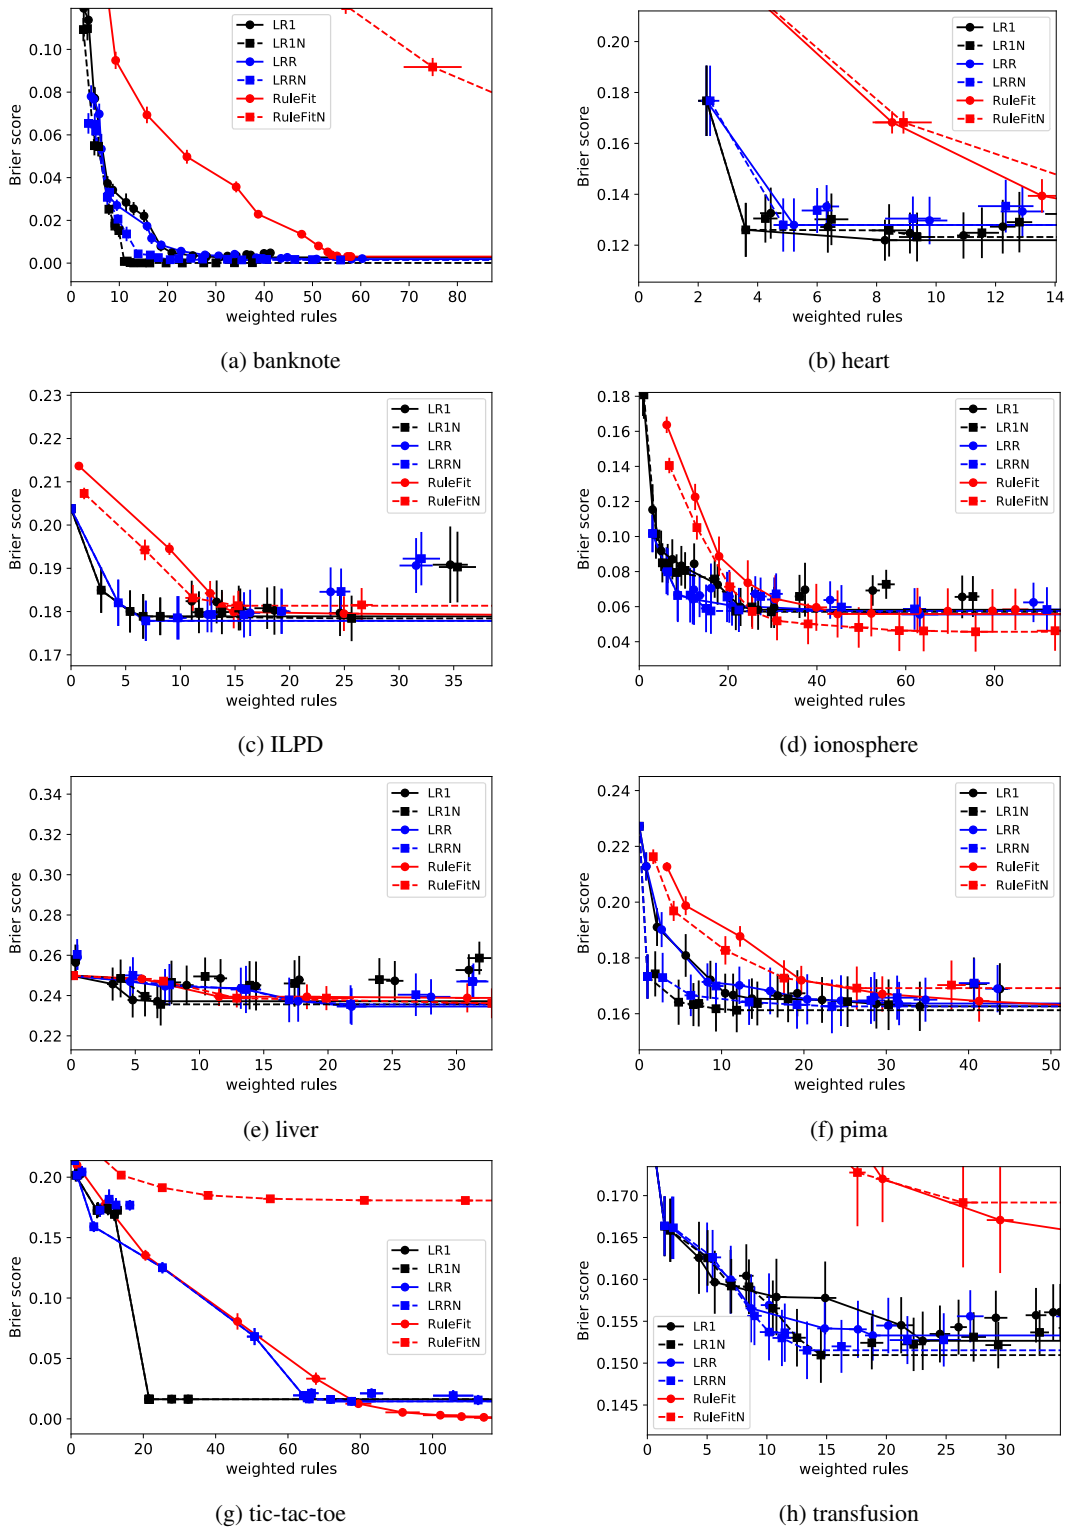 0.10
0.08
0.06
0.04
0.02
0.00
Brier score
LR1
LR1N
LRR
LRRN
RuleFit
RuleFitN
0 10 20 30 40 50 60 70 80
weighted rules
(a) banknote
0.20
0.18
0.16
0.14
0.12
Brier score
LR1
LR1N
LRR
LRRN
RuleFit
RuleFitN
0 2 4 6 8 10 12 14
weighted rules
(b) heart
0.23
0.22
0.21
0.20
0.19
0.18
0.17
Brier score
LR1
LR1N
LRR
LRRN
RuleFit
RuleFitN
0 5 10 15 20 25 30 35
weighted rules
(c) ILPD
0.18
0.16
0.14
0.12
0.10
0.08
0.06
0.04
Brier score
LR1
LR1N
LRR
LRRN
RuleFit
RuleFitN
0 20 40 60 80
weighted rules
(d) ionosphere
0.34
0.32
0.30
0.28
0.26
0.24
0.22
Brier score
LR1
LR1N
LRR
LRRN
RuleFit
RuleFitN
0 5 10 15 20 25 30
weighted rules
(e) liver
0.24
0.22
0.20
0.18
0.16
Brier score
LR1
LR1N
LRR
LRRN
RuleFit
RuleFitN
0 10 20 30 40 50
weighted rules
(f) pima
0.20
0.15
0.10
0.05
0.00
Brier score
LR1
LR1N
LRR
LRRN
RuleFit
RuleFitN
0 20 40 60 80 100
weighted rules
(g) tic-tac-toe
0.170
0.165
0.160
0.155
0.150
0.145
Brier score
LR1
LR1N
LRR
LRRN
RuleFit
RuleFitN
0 5 10 15 20 25 30
weighted rules
(h) transfusion